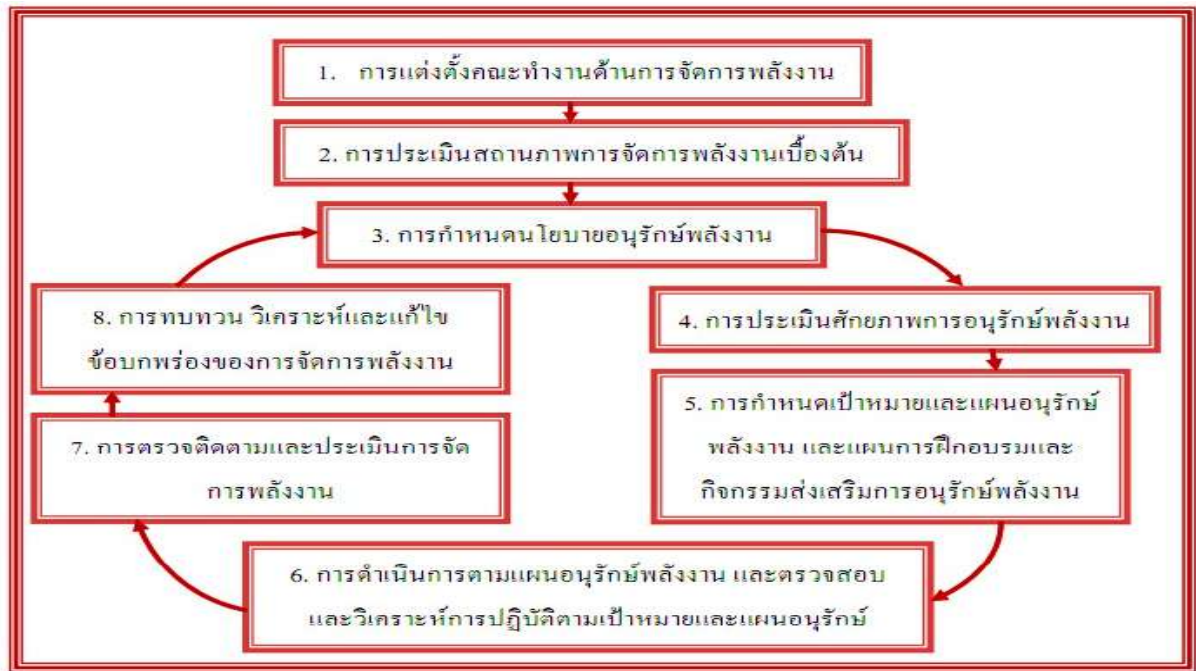 1. การแต่งตั้งคณะทำงานด้านการจัดการพลังงาน
2. การประเมินสถานภาพการจัดการพลังงานเบื้องต้น
3. การกำหนดนโยบายอนุรักษ์พลังงาน
4. การประเมินศักยภาพการอนุรักษ์พลังงาน
5. การกำหนดเป้าหมายและแผนอนุรักษ์
พลังงาน และแผนการฝึกอบรมและ
กิจกรรมส่งเสริมการอนุรักษ์พลังงาน
6. การดำเนินการตามแผนอนุรักษ์พลังงาน และตรวจสอบ
และวิเคราะห์การปฏิบัติตามเป้าหมายและแผนอนุรักษ์
7. การตรวจติดตามและประเมินการจัด
การพลังงาน
8. การทบทวน วิเคราะห์และแก้ไข
ข้อบกพร่องของการจัดการพลังงาน